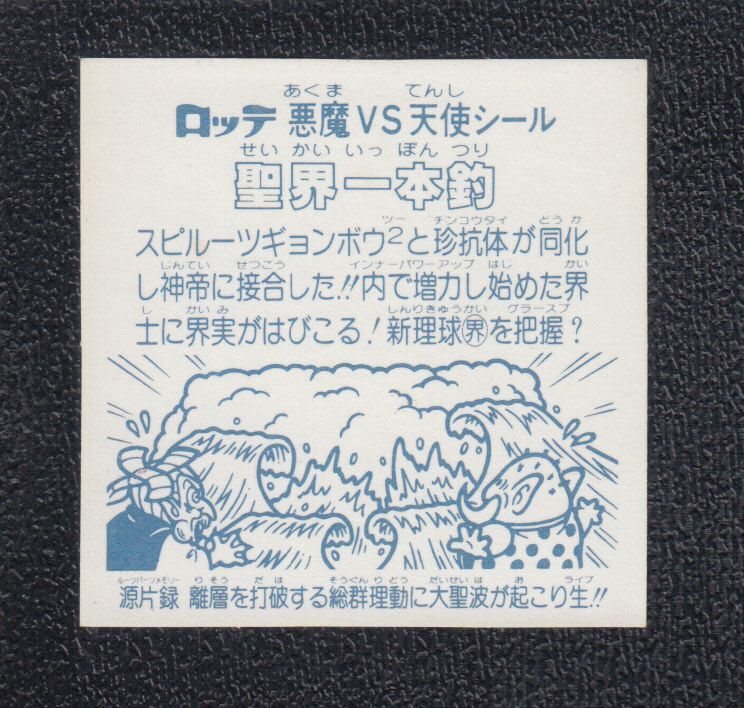 あくま てんし
ロッテ 悪魔VS天使シール
せい かい いっ ぽん つり
聖界一本釣
ツー チンコウタイ どうか
スピルーツギョンボウ2と珍抗体が同化
じんてい せつごう インナーパワーアップ はじ かい
し神帝に接合した!!内で増力し始めた界
し かいみ しんりきゅうかい グラースプ
士に界実がはびこる!新理球㊩を把握?
ルーツパーツメモリー りそう だは そうぐんりどう だいせいは お ライブ
源片録 離層を打破する総群理動に大聖波が起こり生!!